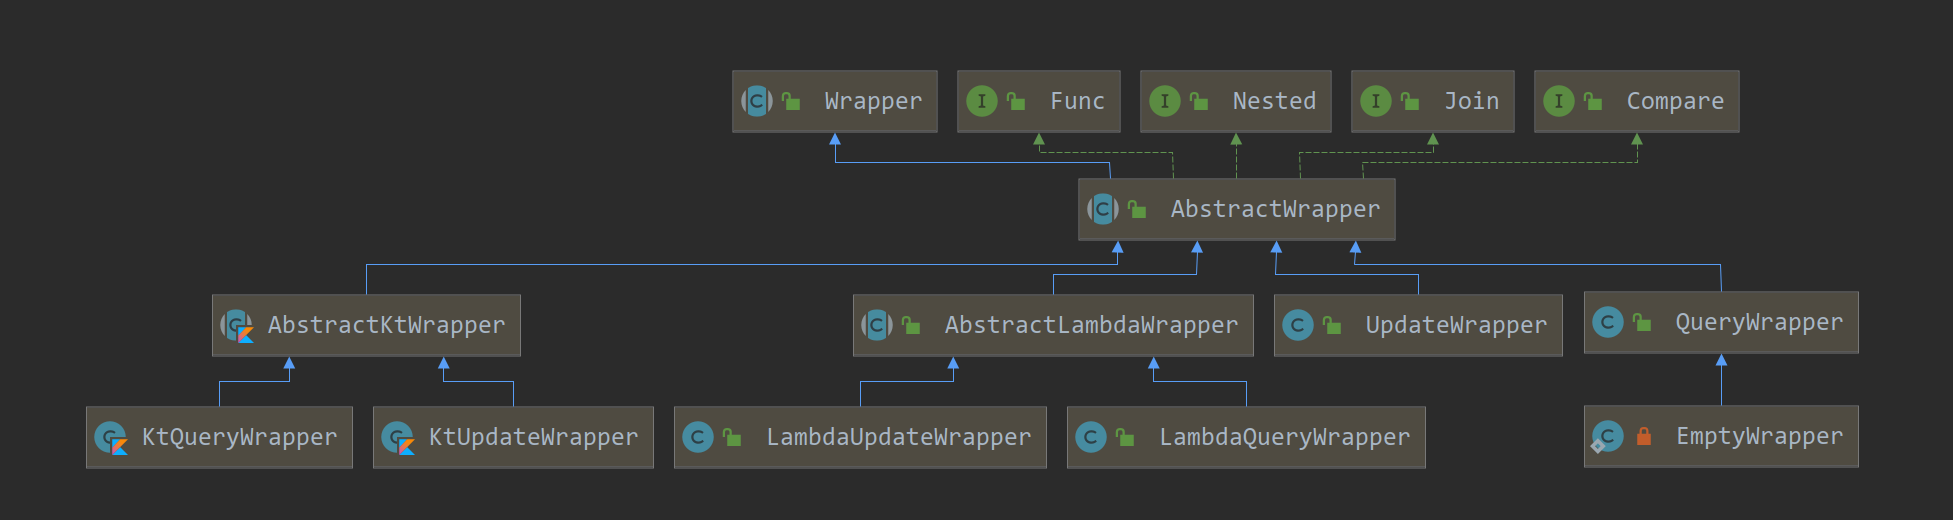 Wrapper
Func
Nested
Join
Compare
AbstractWrapper
AbstractKtWrapper
AbstractLambdaWrapper
UpdateWrapper
QueryWrapper
KtQueryWrapper
KtUpdateWrapper
LambdaUpdateWrapper
LambdaQueryWrapper
EmptyWrapper